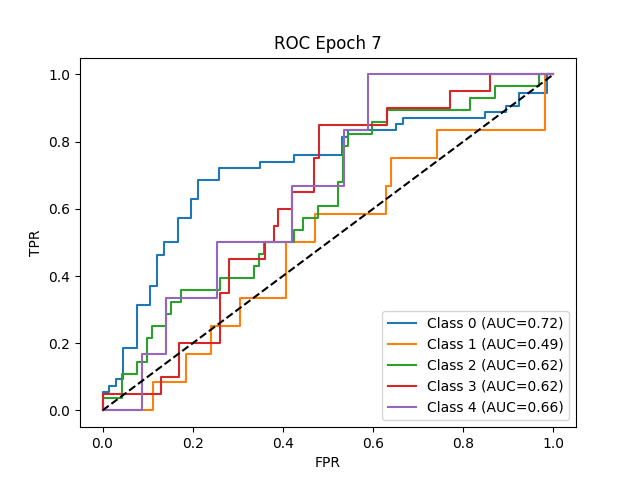 ROC Epoch 7
1.0
0.8
0.6
0.4
0.2
0.0
TPR
0.0 0.2 0.4 0.6 0.8 1.0
FPR
Class 0 (AUC=0.72)
Class 1 (AUC=0.49)
Class 2 (AUC=0.62)
Class 3 (AUC=0.62)
Class 4 (AUC=0.66)